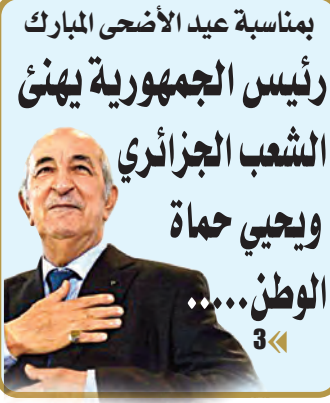 بمناسبة عيد الأضحى المبارك
رئيس الجمهورية يهنئ
الشعب الجزائري
ويحيي حماة
الوطن.....
3